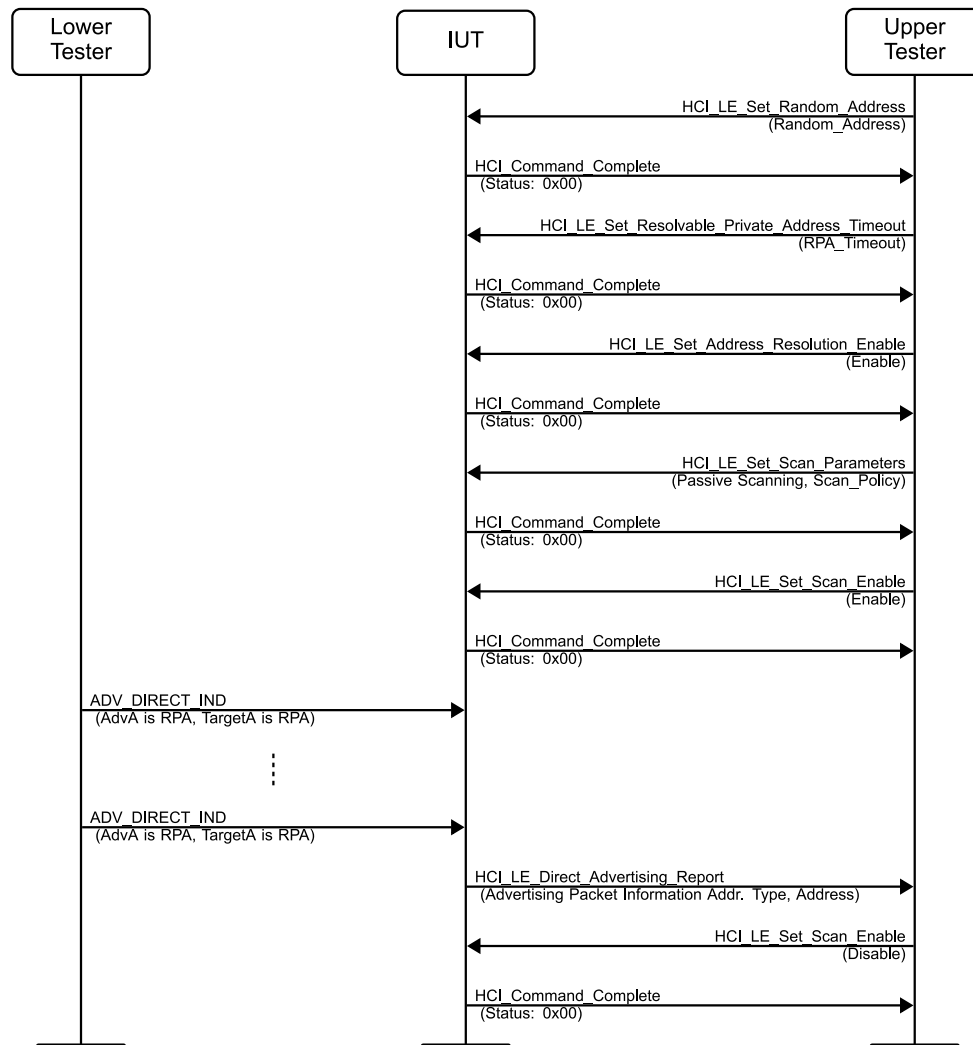 Lower
Tester
IUT
Upper
Tester
HCI_LE_Set_Random_Address
(Random_Address)
HCI_Command_Complete
(Status: 0x00)
HCI_LE_Set_Resolvable_Private_Address_Timeout
(RPA_Timeout)
HCI_Command_Complete
(Status: 0x00)
HCI_LE_Set_Address_Resolution_Enable
(Enable)
HCI_Command_Complete
(Status: 0x00)
HCI_LE_Set_Scan_Parameters
(Passive Scanning, Scan_Policy)
HCI_Command_Complete
(Status: 0x00)
HCI_LE_Set_Scan_Enable
(Enable)
HCI_Command_Complete
(Status: 0x00)
ADV_DIRECT_IND
(AdvA is RPA, TargetA is RPA)
ADV_DIRECT_IND
(AdvA is RPA, TargetA is RPA)
HCI_LE_Direct_Advertising_Report
(Advertising Packet Information Addr. Type, Address)
HCI_LE_Set_Scan_Enable
(Disable)
HCI_Command_Complete
(Status: 0x00)